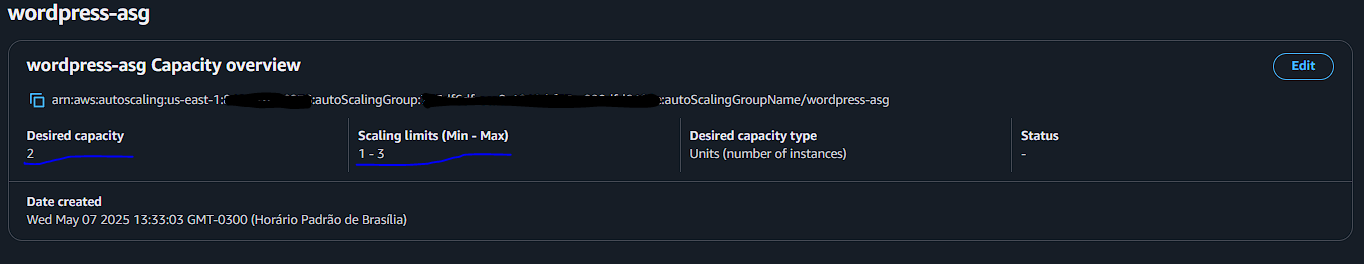 wordpress-asg
wordpress-asg Capacity overview
Edit
arn:aws:autoscaling:us-east-1: :autoScalingGroup: :autoScalingGroupName/wordpress-asg
Desired capacity
2
Scaling limits (Min - Max)
1 - 3
Desired capacity type
Units (number of instances)
Status
-
Date created
Wed May 07 2025 13:33:03 GMT-0300 (Horário Padrão de Brasília)